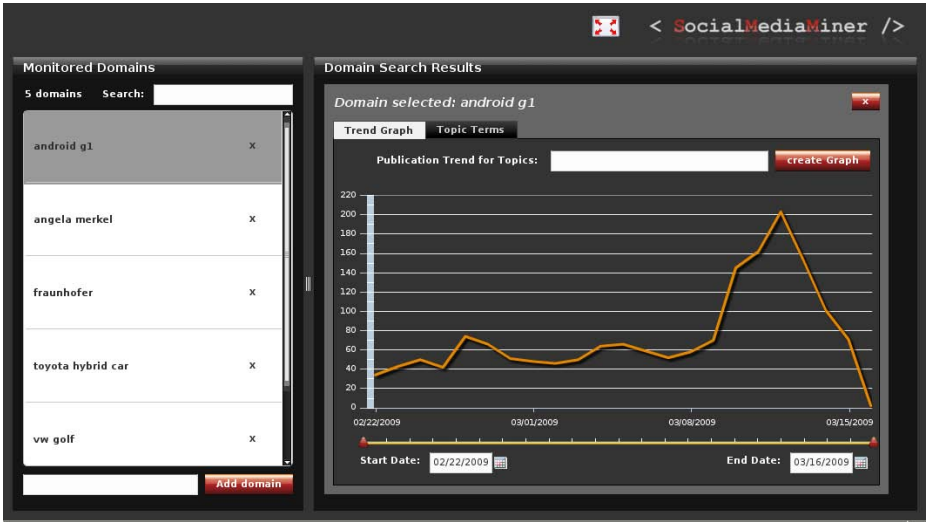 < SocialMediaMiner />
Monitored Domains
5 domains Search:
android g1 x
angela merkel x
fraunhofer x
toyota hybrid car x
vw golf x
Add domain
Domain Search Results
Domain selected: android g1 x
Trend Graph Topic Terms
Publication Trend for Topics: create Graph
220
200
180
160
140
120
100
80
60
40
20
0
02/22/2009 03/01/2009 03/08/2009 03/15/2009
Start Date: 02/22/2009 End Date: 03/16/2009